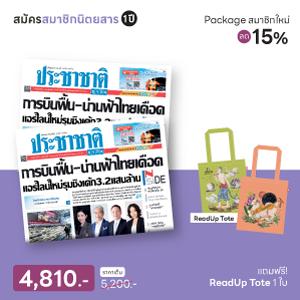 สมัครสมาชิกนิตยสาร 1 ปี
Package สมาชิกใหม่
ลด 15%
ประชาชาติ
การบินฟื้น-น่านฟ้าไทยเดือด
แอร์ไลน์ใหม่รุมชิงเค้ก3.2แสนล้าน
ประชาชาติ
การบินฟื้น-น่านฟ้าไทยเดือด
แอร์ไลน์ใหม่รุมชิงเค้ก3.2แสนล้าน
ReadUp Tote
4,810.-
ราคาเต็ม
5,200.-
แถมฟรี!
ReadUp Tote 1 ใบ